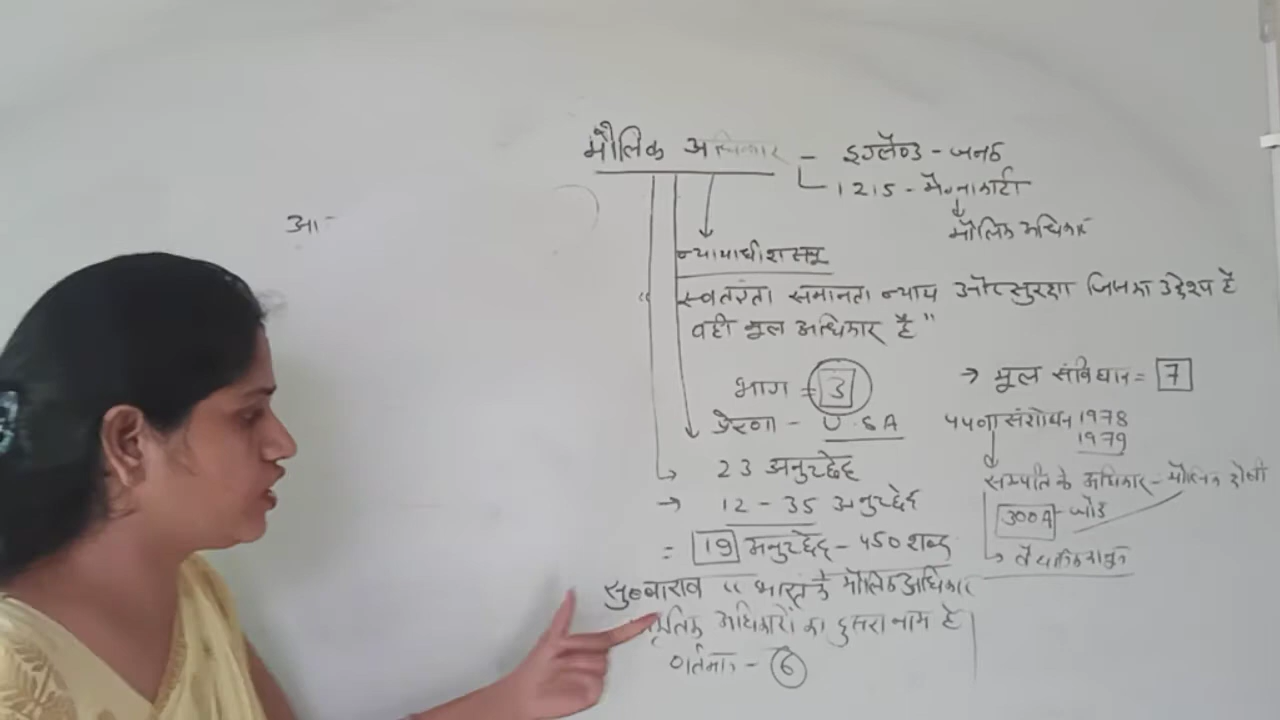 मौलिक अधिकार - इग्लैण्ड - जनक
1215 - मैग्नाकार्टा
मौलिक अधिकार
आ
न्यायाधीश सप्रू
"स्वतंत्रता समानता न्याय और सुरक्षा जिसका उद्देश्य है
वही मूल अधिकार है"
भाग = 3
→ मूल संविधान = 7
प्रेरणा - U.S.A
44वा संशोधन 1978
1979
23 अनुच्छेद
सम्पति के अधिकार - मौलिक
→ 12 - 35 अनुच्छेद
300A - जोड
= 19 अनुच्छेद - 450 शब्द
सुब्बाराव "भारत के मौलिक अधिकार
अधिकारों का दुसरा नाम है
वर्तमान - 6